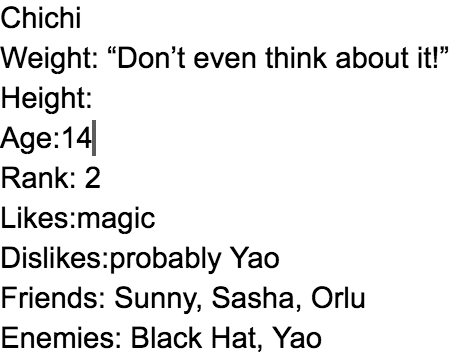 Chichi
Weight: “Don’t even think about it!”
Height:
Age:14
Rank: 2
Likes:magic
Dislikes:probably Yao
Friends: Sunny, Sasha, Orlu
Enemies: Black Hat, Yao